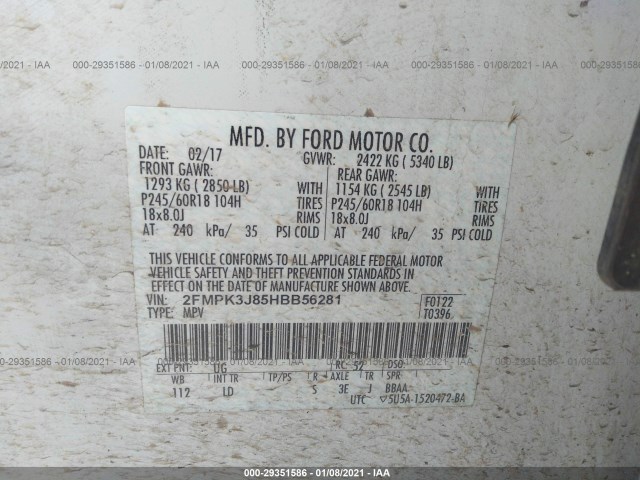 000-29351586 - 01/08/2021 - IAA
MFD. BY FORD MOTOR CO.
DATE: 02/17 GVWR: 2422 KG ( 5340 LB)
FRONT GAWR: REAR GAWR:
1293 KG ( 2850 LB) WITH 1154 KG ( 2545 LB) WITH
P245/60R18 104H TIRES P245/60R18 104H TIRES
18x8.0J RIMS 18x8.0J RIMS
AT 240 kPa/ 35 PSI COLD AT 240 kPa/ 35 PSI COLD
THIS VEHICLE CONFORMS TO ALL APPLICABLE FEDERAL MOTOR
VEHICLE SAFETY AND THEFT PREVENTION STANDARDS IN
EFFECT ON THE DATE OF MANUFACTURE SHOWN ABOVE.
VIN: 2FMPK3J85HBB56281 F0122
TYPE: MPV T0396
EXT PNT: UG RC: 52 DSO:
WB INT TR TP/PS R AXLE TR SPR
112 LD S 3E J BBAA
UTC ▽5U5A-1520472-BA
000-29351586 - 01/08/2021 - IAA